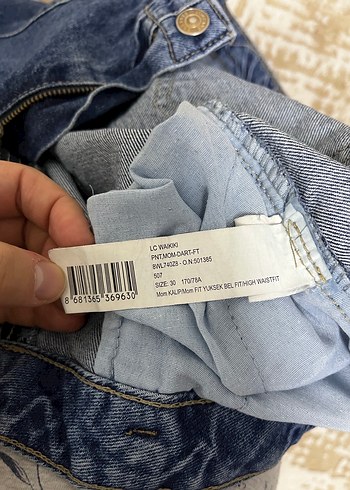 LC WAIKIKI
PNT,MOM-DART-FT
8WL740Z8 - O.N:501385
507
SIZE: 30 170/78A
Mom KALIP/Mom FIT YUKSEK BEL FIT/HIGH WAISTFIT
8 681365 369630